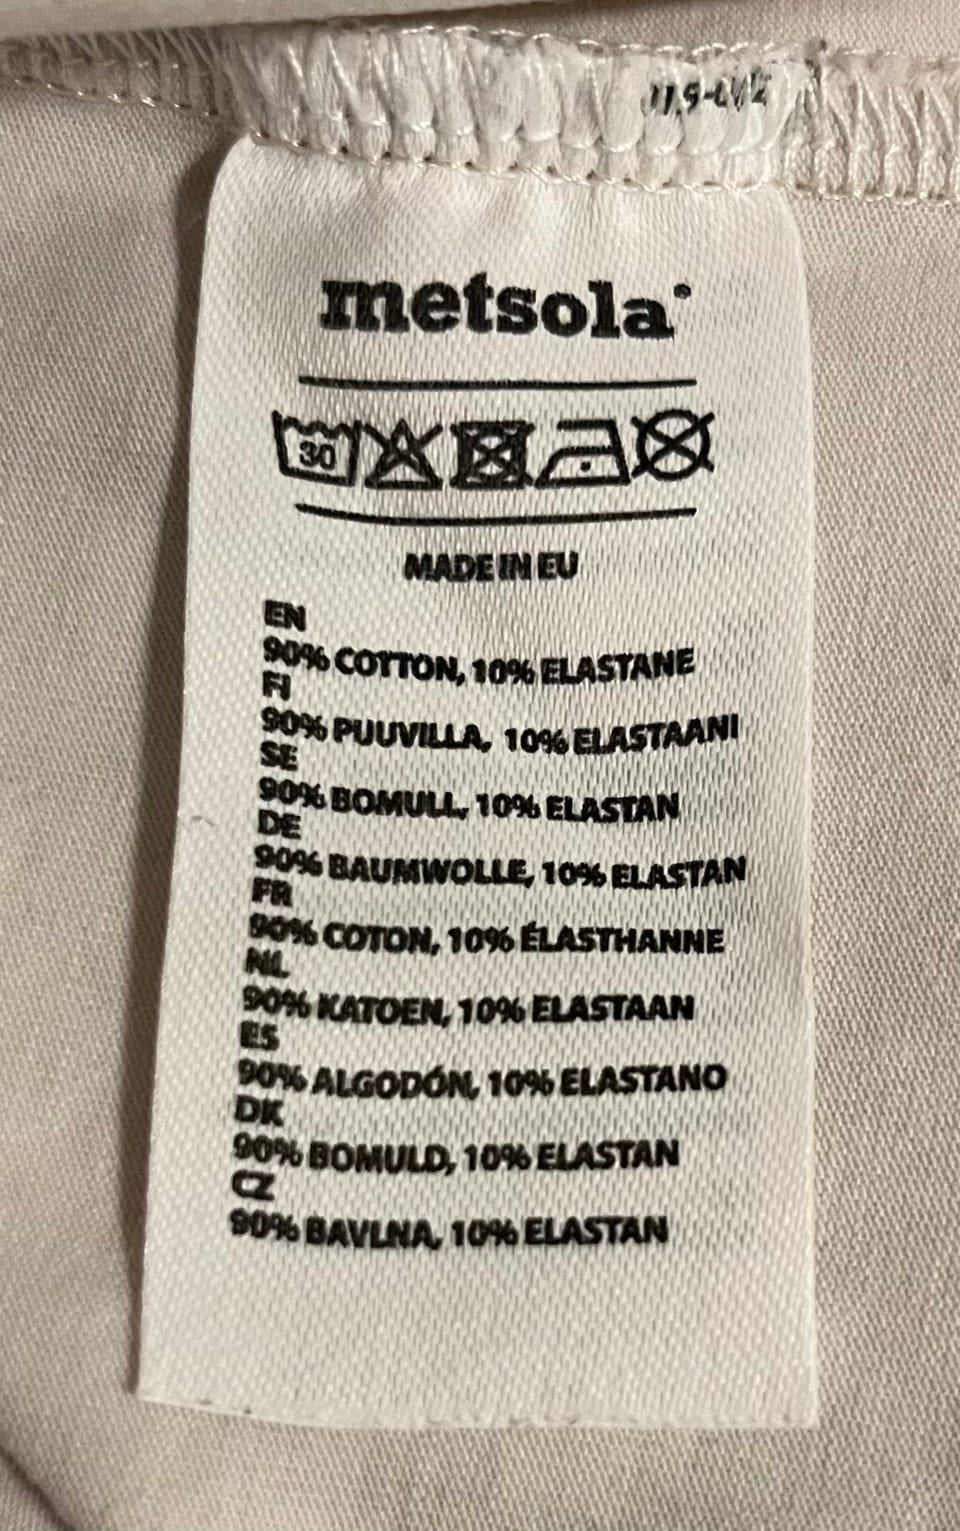 metsola
30
MADE IN EU
EN
90% COTTON, 10% ELASTANE
FI
90% PUUVILLA, 10% ELASTAANI
SE
90% BOMULL, 10% ELASTAN
DE
90% BAUMWOLLE, 10% ELASTAN
FR
90% COTON, 10% ÉLASTHANNE
NL
90% KATOEN, 10% ELASTAAN
ES
90% ALGODÓN, 10% ELASTANO
DK
90% BOMULD, 10% ELASTAN
CZ
90% BAVLNA, 10% ELASTAN